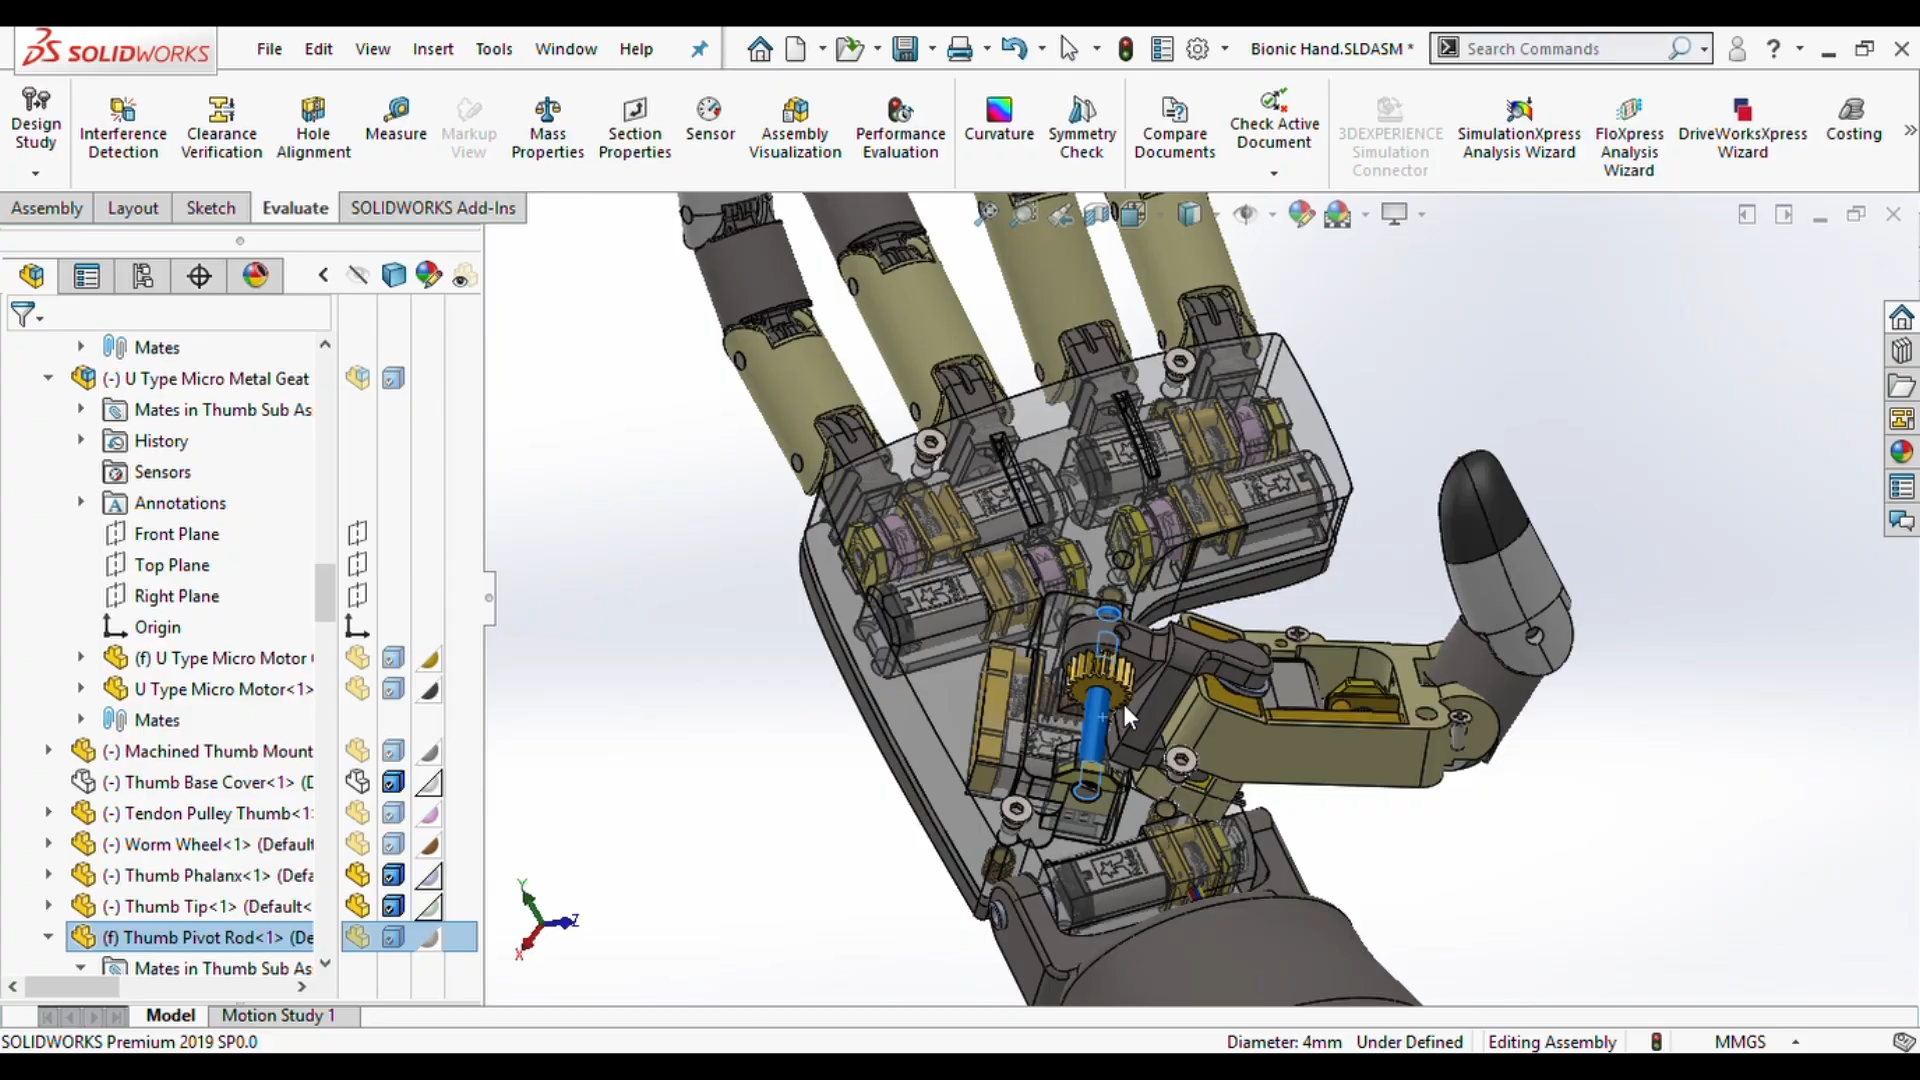 SOLIDWORKS
File Edit View Insert Tools Window Help
Bionic Hand.SLDASM *
Search Commands
?
Design Study
Interference Detection
Clearance Verification
Hole Alignment
Measure
Markup View
Mass Properties
Section Properties
Sensor
Assembly Visualization
Performance Evaluation
Curvature
Symmetry Check
Compare Documents
Check Active Document
3DEXPERIENCE Simulation Connector
SimulationXpress Analysis Wizard
FloXpress Analysis Wizard
DriveWorksXpress Wizard
Costing
Assembly Layout Sketch Evaluate SOLIDWORKS Add-Ins
Mates
(-) U Type Micro Metal Geat
Mates in Thumb Sub As
History
Sensors
Annotations
Front Plane
Top Plane
Right Plane
Origin
(f) U Type Micro Motor
U Type Micro Motor<1>
Mates
(-) Machined Thumb Mount
(-) Thumb Base Cover<1> (D
(-) Tendon Pulley Thumb<1>
(-) Worm Wheel<1> (Default
(-) Thumb Phalanx<1> (Defa
(-) Thumb Tip<1> (Default<
(f) Thumb Pivot Rod<1> (De
Mates in Thumb Sub As
Y
Z
X
Model Motion Study 1
SOLIDWORKS Premium 2019 SP0.0
Diameter: 4mm Under Defined Editing Assembly MMGS